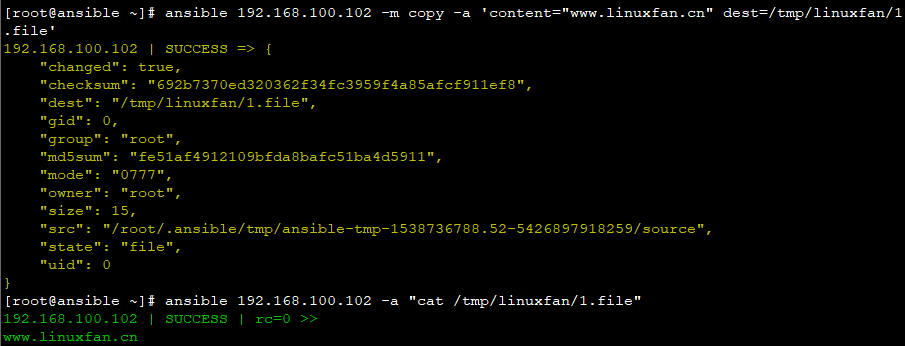 [root@ansible ~]# ansible 192.168.100.102 -m copy -a 'content="www.linuxfan.cn" dest=/tmp/linuxfan/1
.file'
192.168.100.102 | SUCCESS => {
    "changed": true,
    "checksum": "692b7370ed320362f34fc3959f4a85afcf911ef8",
    "dest": "/tmp/linuxfan/1.file",
    "gid": 0,
    "group": "root",
    "md5sum": "fe51af4912109bfda8bafc51ba4d5911",
    "mode": "0777",
    "owner": "root",
    "size": 15,
    "src": "/root/.ansible/tmp/ansible-tmp-1538736788.52-5426897918259/source",
    "state": "file",
    "uid": 0
}
[root@ansible ~]# ansible 192.168.100.102 -a "cat /tmp/linuxfan/1.file"
192.168.100.102 | SUCCESS | rc=0 >>
www.linuxfan.cn